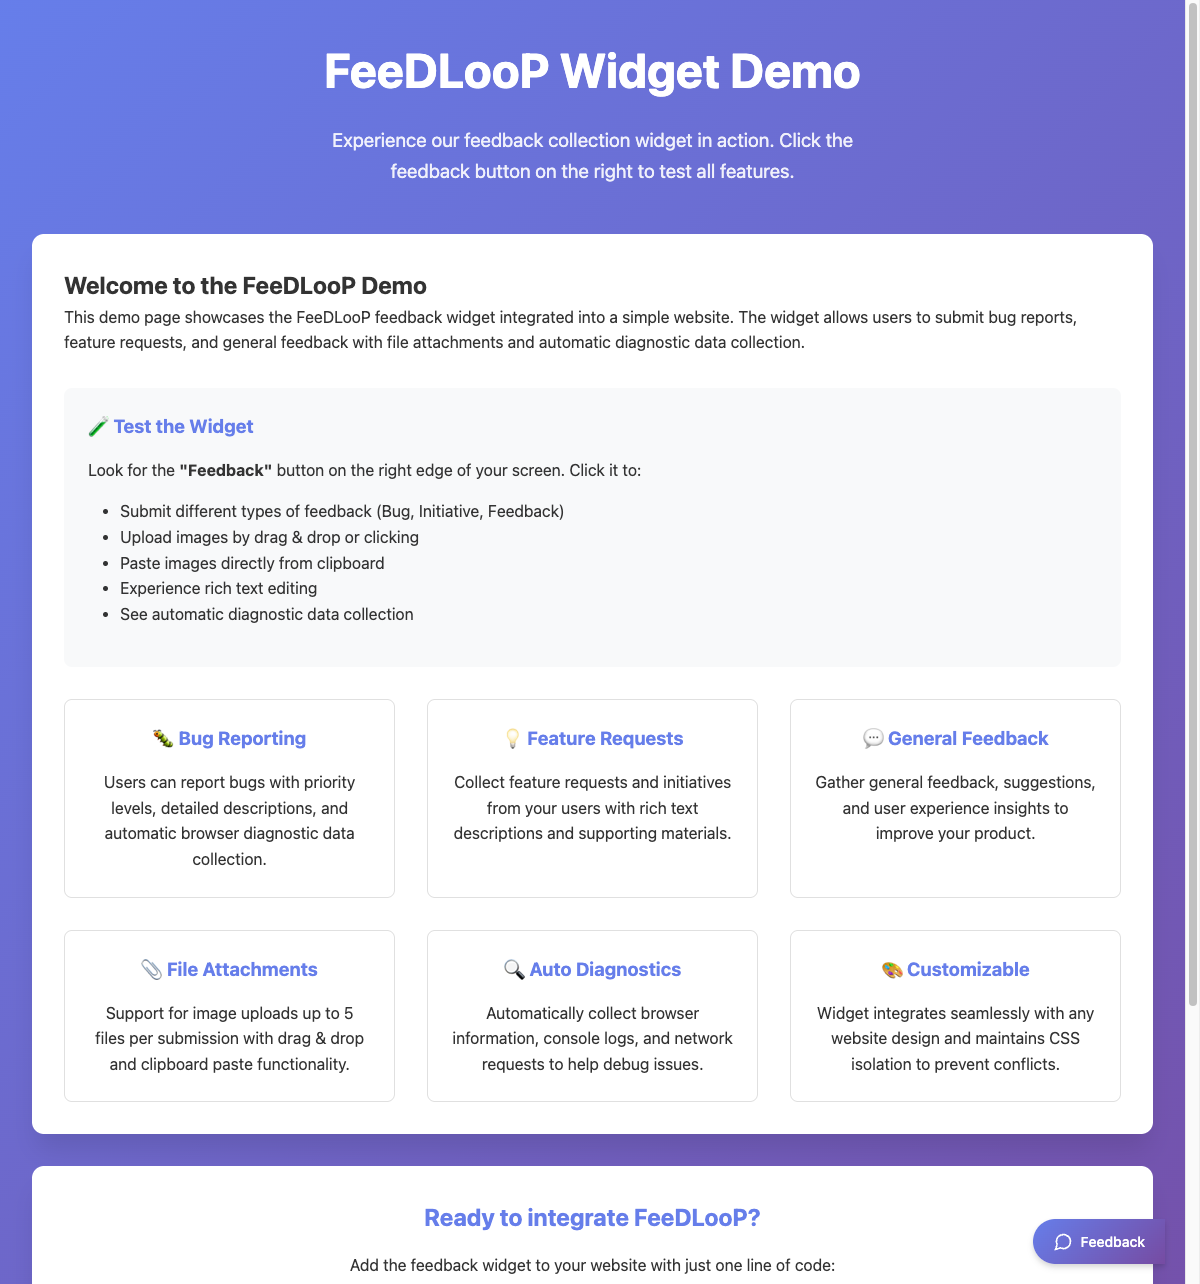 FeeDLooP Widget Demo
Experience our feedback collection widget in action. Click the
feedback button on the right to test all features.
Welcome to the FeeDLooP Demo
This demo page showcases the FeeDLooP feedback widget integrated into a simple website. The widget allows users to submit bug reports,
feature requests, and general feedback with file attachments and automatic diagnostic data collection.
Test the Widget
Look for the "Feedback" button on the right edge of your screen. Click it to:
• Submit different types of feedback (Bug, Initiative, Feedback)
• Upload images by drag & drop or clicking
• Paste images directly from clipboard
• Experience rich text editing
• See automatic diagnostic data collection
Bug Reporting
Users can report bugs with priority
levels, detailed descriptions, and
automatic browser diagnostic data
collection.
Feature Requests
Collect feature requests and initiatives
from your users with rich text
descriptions and supporting materials.
General Feedback
Gather general feedback, suggestions,
and user experience insights to
improve your product.
File Attachments
Support for image uploads up to 5
files per submission with drag & drop
and clipboard paste functionality.
Auto Diagnostics
Automatically collect browser
information, console logs, and network
requests to help debug issues.
Customizable
Widget integrates seamlessly with any
website design and maintains CSS
isolation to prevent conflicts.
Ready to integrate FeeDLooP?
Add the feedback widget to your website with just one line of code:
Feedback